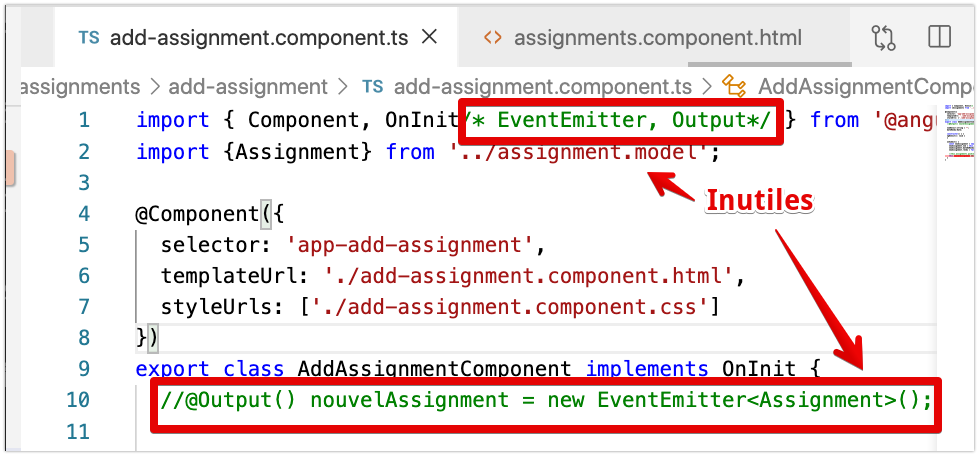 TS add-assignment.component.ts × <> assignments.component.html
assignments > add-assignment > TS add-assignment.component.ts > AddAssignmentCompo
1 import { Component, OnInit/* EventEmitter, Output*/ } from '@angu
2 import {Assignment} from '../assignment.model';
Inutiles
3
4 @Component({
5 selector: 'app-add-assignment',
6 templateUrl: './add-assignment.component.html',
7 styleUrls: ['./add-assignment.component.css']
8 })
9 export class AddAssignmentComponent implements OnInit {
10 //@Output() nouvelAssignment = new EventEmitter<Assignment>();
11